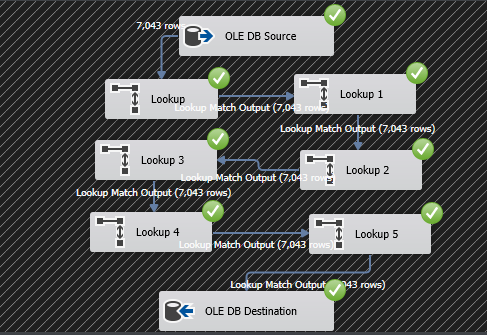 OLE DB Source
7,043 rows
Lookup
Lookup Match Output (7,043 rows)
Lookup 1
Lookup Match Output (7,043 rows)
Lookup 2
Lookup Match Output (7,043 rows)
Lookup 3
Lookup Match Output (7,043 rows)
Lookup 4
Lookup Match Output (7,043 rows)
Lookup 5
Lookup Match Output (7,043 rows)
OLE DB Destination